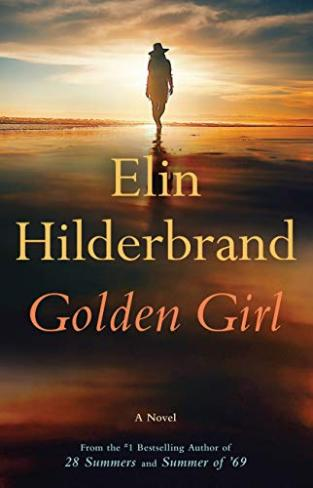 Elin
Hilderbrand
Golden Girl
A Novel
From the #1 Bestselling Author of
28 Summers and Summer of '69